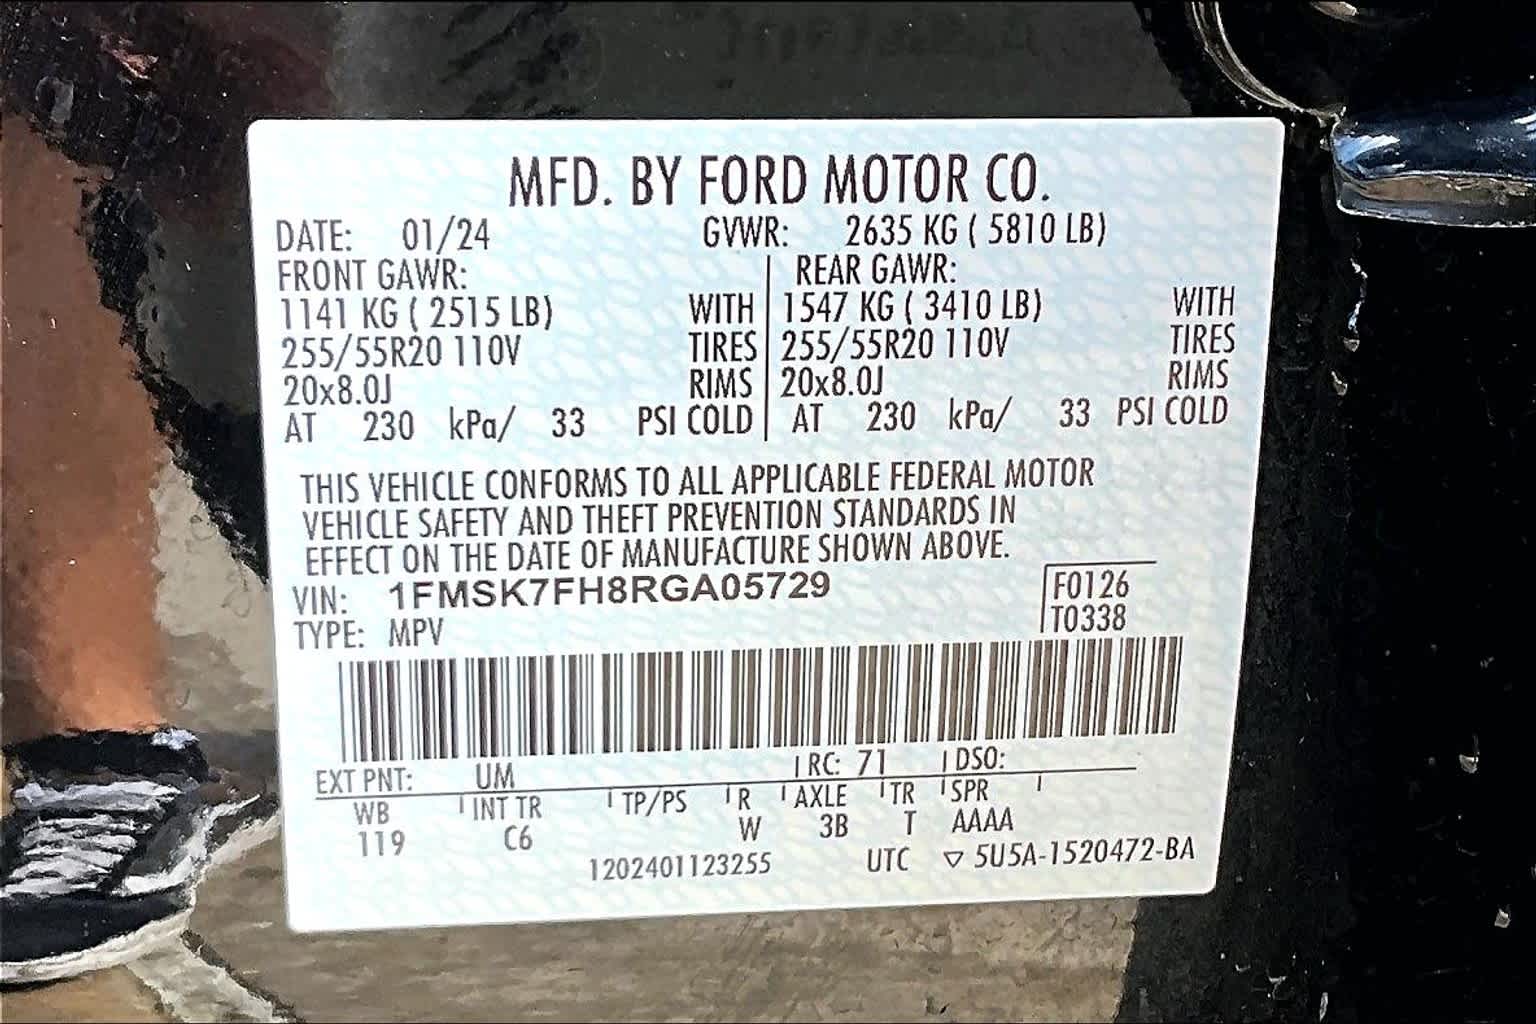 MFD. BY FORD MOTOR CO.
DATE: 01/24 GVWR: 2635 KG ( 5810 LB)
FRONT GAWR: REAR GAWR:
1141 KG ( 2515 LB) WITH 1547 KG ( 3410 LB) WITH
255/55R20 110V TIRES 255/55R20 110V TIRES
20x8.0J RIMS 20x8.0J RIMS
AT 230 kPa/ 33 PSI COLD AT 230 kPa/ 33 PSI COLD
THIS VEHICLE CONFORMS TO ALL APPLICABLE FEDERAL MOTOR
VEHICLE SAFETY AND THEFT PREVENTION STANDARDS IN
EFFECT ON THE DATE OF MANUFACTURE SHOWN ABOVE.
VIN: 1FMSK7FH8RGA05729 F0126
TYPE: MPV T0338
EXT PNT: UM RC: 71 DSO:
WB INT TR TP/PS R AXLE TR SPR
119 C6 W 3B T AAAA
1202401123255 UTC ▽ 5U5A-1520472-BA